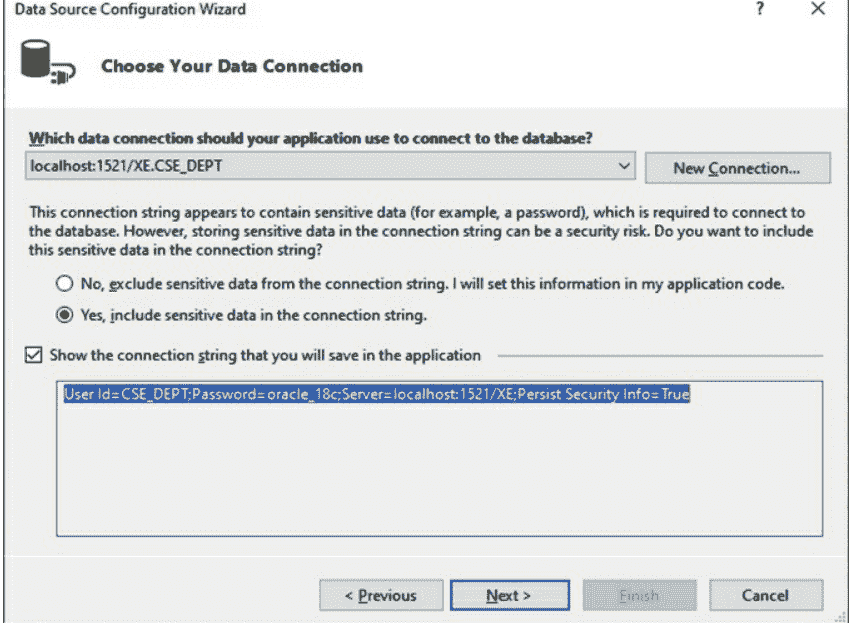 Data Source Configuration Wizard
?
Choose Your Data Connection
Which data connection should your application use to connect to the database?
localhost:1521/XE.CSE_DEPT
New Connection...
This connection string appears to contain sensitive data (for example, a password), which is required to connect to
the database. However, storing sensitive data in the connection string can be a security risk. Do you want to include
this sensitive data in the connection string?
No, exclude sensitive data from the connection string. I will set this information in my application code.
Yes, include sensitive data in the connection string.
Show the connection string that you will save in the application
User Id=CSE_DEPT;Password=oracle_18c;Server=localhost:1521/XE;Persist Security Info=True
< Previous
Next >
Finish
Cancel